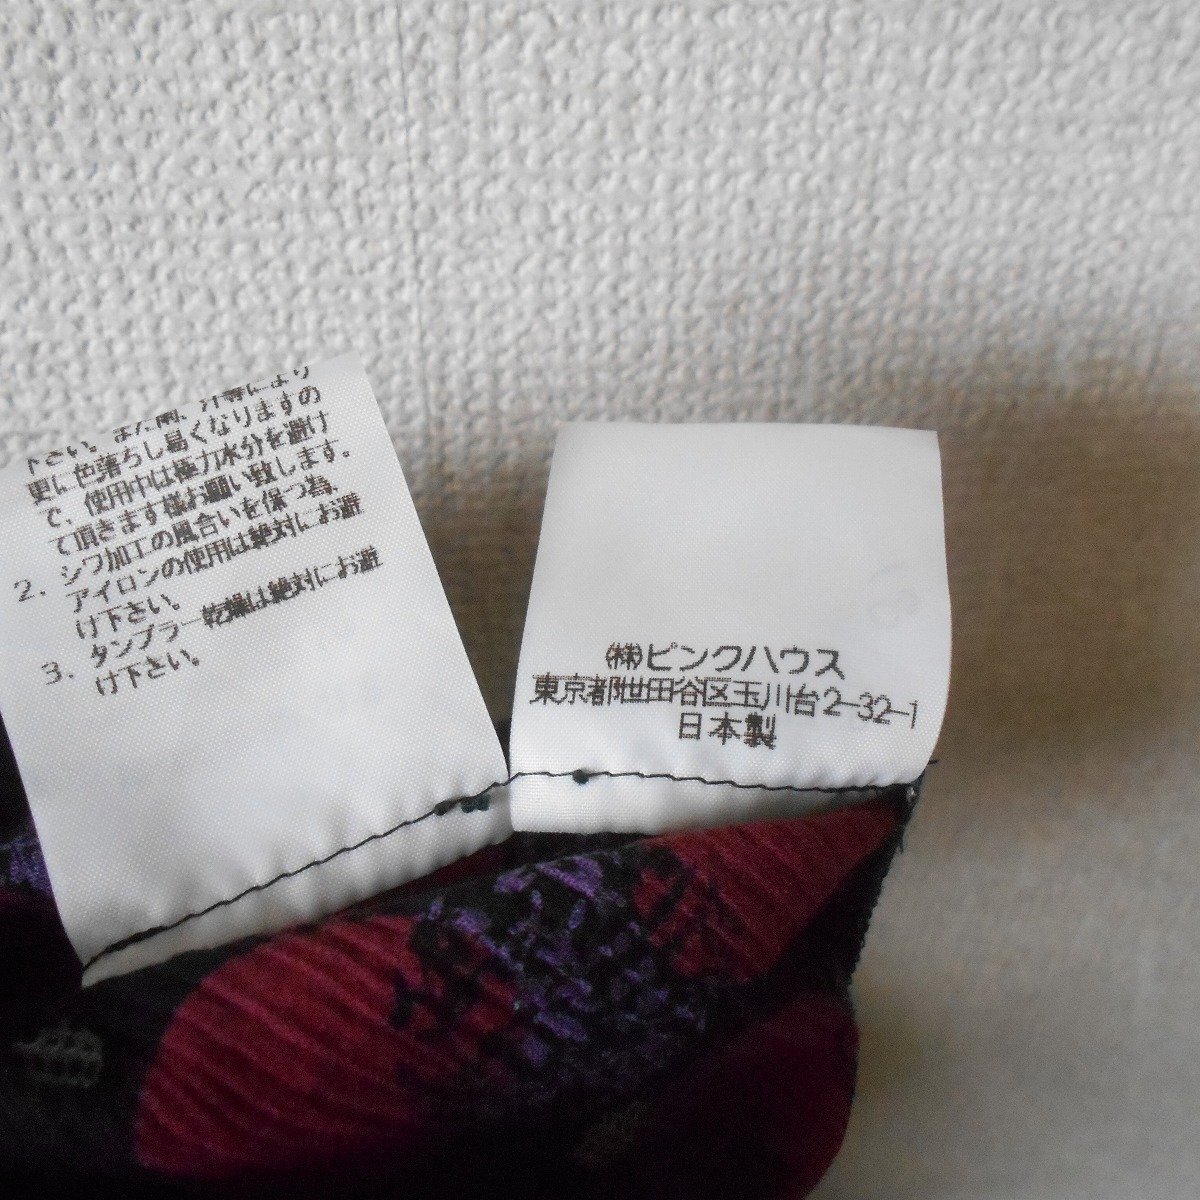 下さい。また雨、汗等により
更に色落ちし易くなりますの
で、使用中は極力水分を避け
て頂きます様お願い致します。
2. シワ加工の風合いを保つ為、
アイロンの使用は絶対にお避
け下さい。
3. タンブラー乾燥は絶対にお避
け下さい。
(株)ピンクハウス
東京都世田谷区玉川台2-32-1
日本製